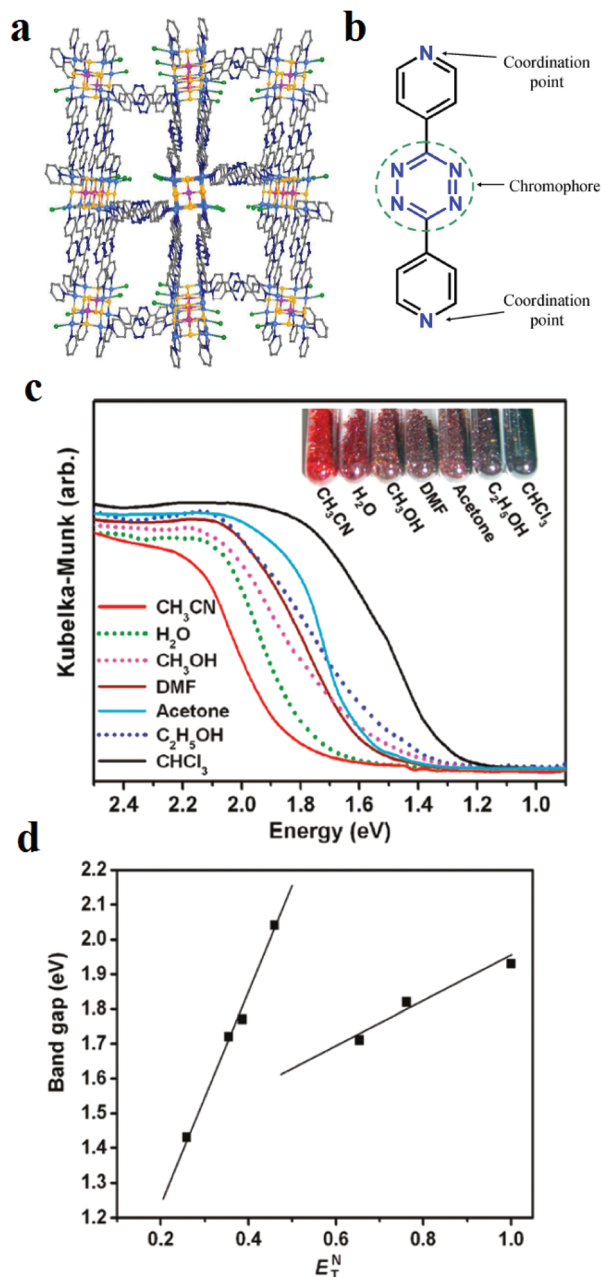 a
b
N
Coordination
point
N
N
N
N
Chromophore
N
Coordination
point
c
Kubelka-Munk (arb.)
CH₃CN
H₂O
CH₃OH
DMF
Acetone
C₂H₅OH
CHCl₃
CH₃CN
H₂O
CH₃OH
DMF
Acetone
C₂H₅OH
CHCl₃
2.4 2.2 2.0 1.8 1.6 1.4 1.2 1.0
Energy (eV)
d
Band gap (eV)
2.2
2.1
2.0
1.9
1.8
1.7
1.6
1.5
1.4
1.3
1.2
0.2 0.4 0.6 0.8 1.0
E_T^N